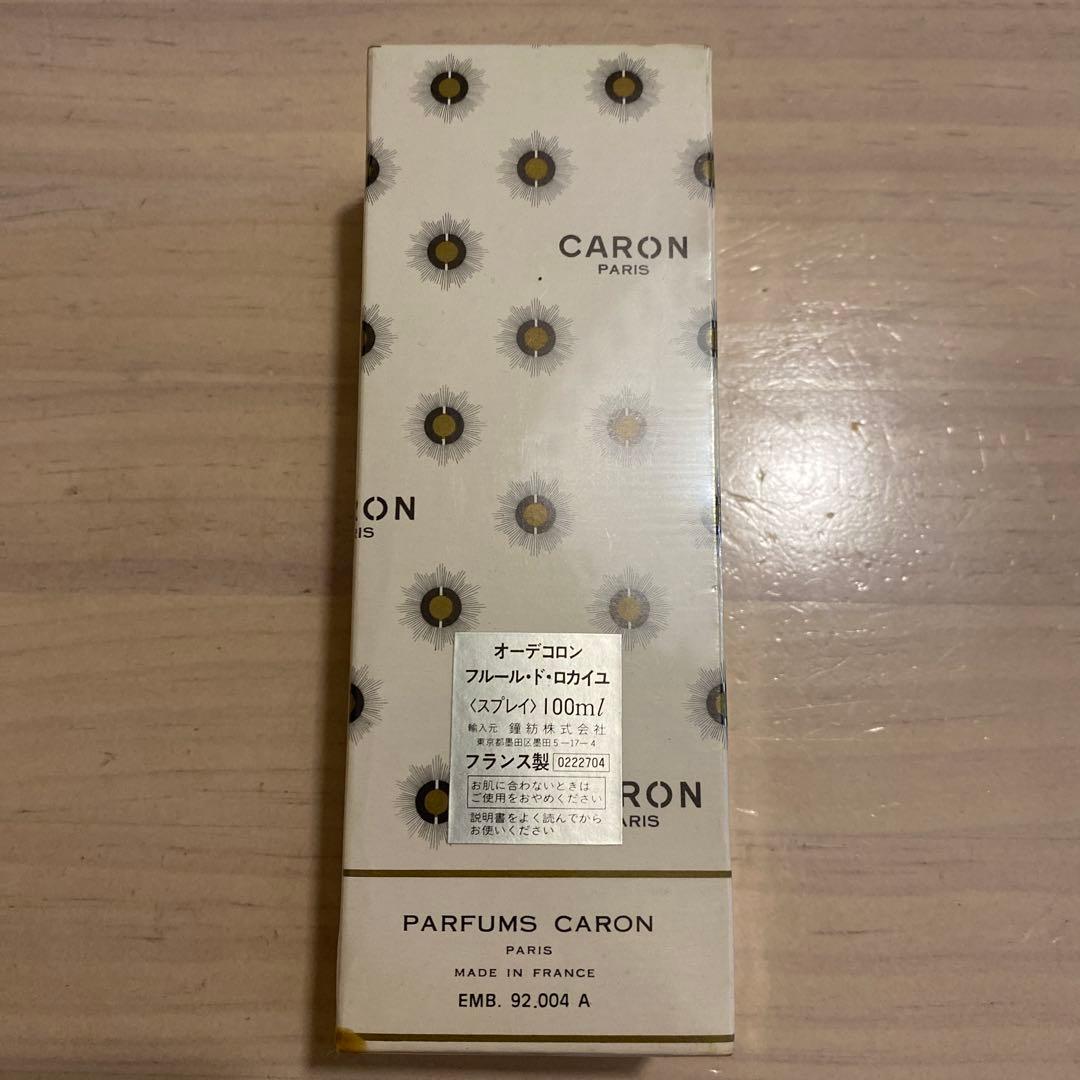 CARON
PARIS
RON
RIS
オーデコロン
フルール・ド・ロカイユ
〈スプレイ〉100ml
輸入元 鐘紡株式会社
東京都墨田区墨田5-17-4
フランス製 0222704
お肌に合わないときは
ご使用をおやめください
説明書をよく読んでから
お使いください
RON
ARIS
PARFUMS CARON
PARIS
MADE IN FRANCE
EMB. 92.004 A